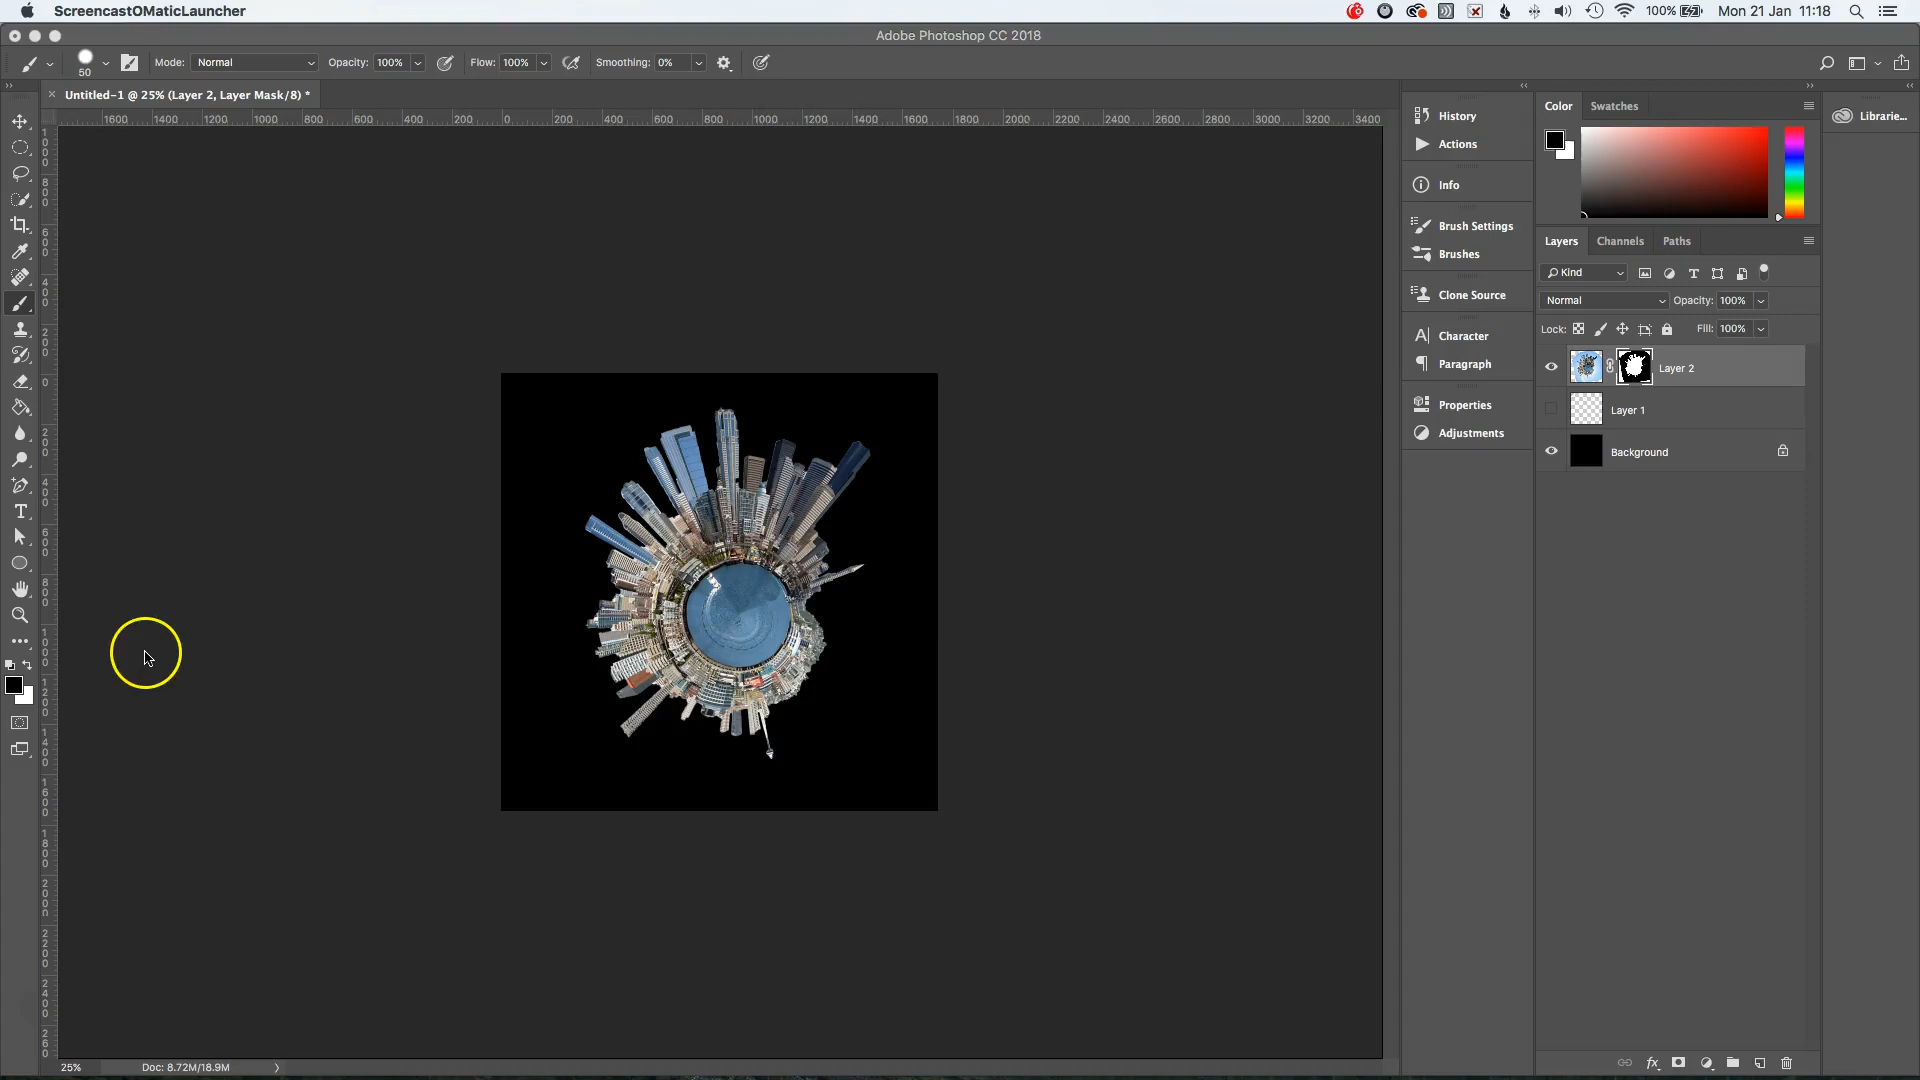 ScreencastOMaticLauncher
100%
Mon 21 Jan 11:18
Adobe Photoshop CC 2018
50
Mode: Normal
Opacity: 100%
Flow: 100%
Smoothing: 0%
Untitled-1 @ 25% (Layer 2, Layer Mask/8) *
1600 1400 1200 1000 800 600 400 200 0 200 400 600 800 1000 1200 1400 1600 1800 2000 2200 2400 2600 2800 3000 3200 3400
History
Actions
Info
Brush Settings
Brushes
Clone Source
Character
Paragraph
Properties
Adjustments
Color
Swatches
Librarie...
Layers
Channels
Paths
Kind
Normal
Opacity: 100%
Lock:
Fill: 100%
Layer 2
Layer 1
Background
25%
Doc: 8.72M/18.9M